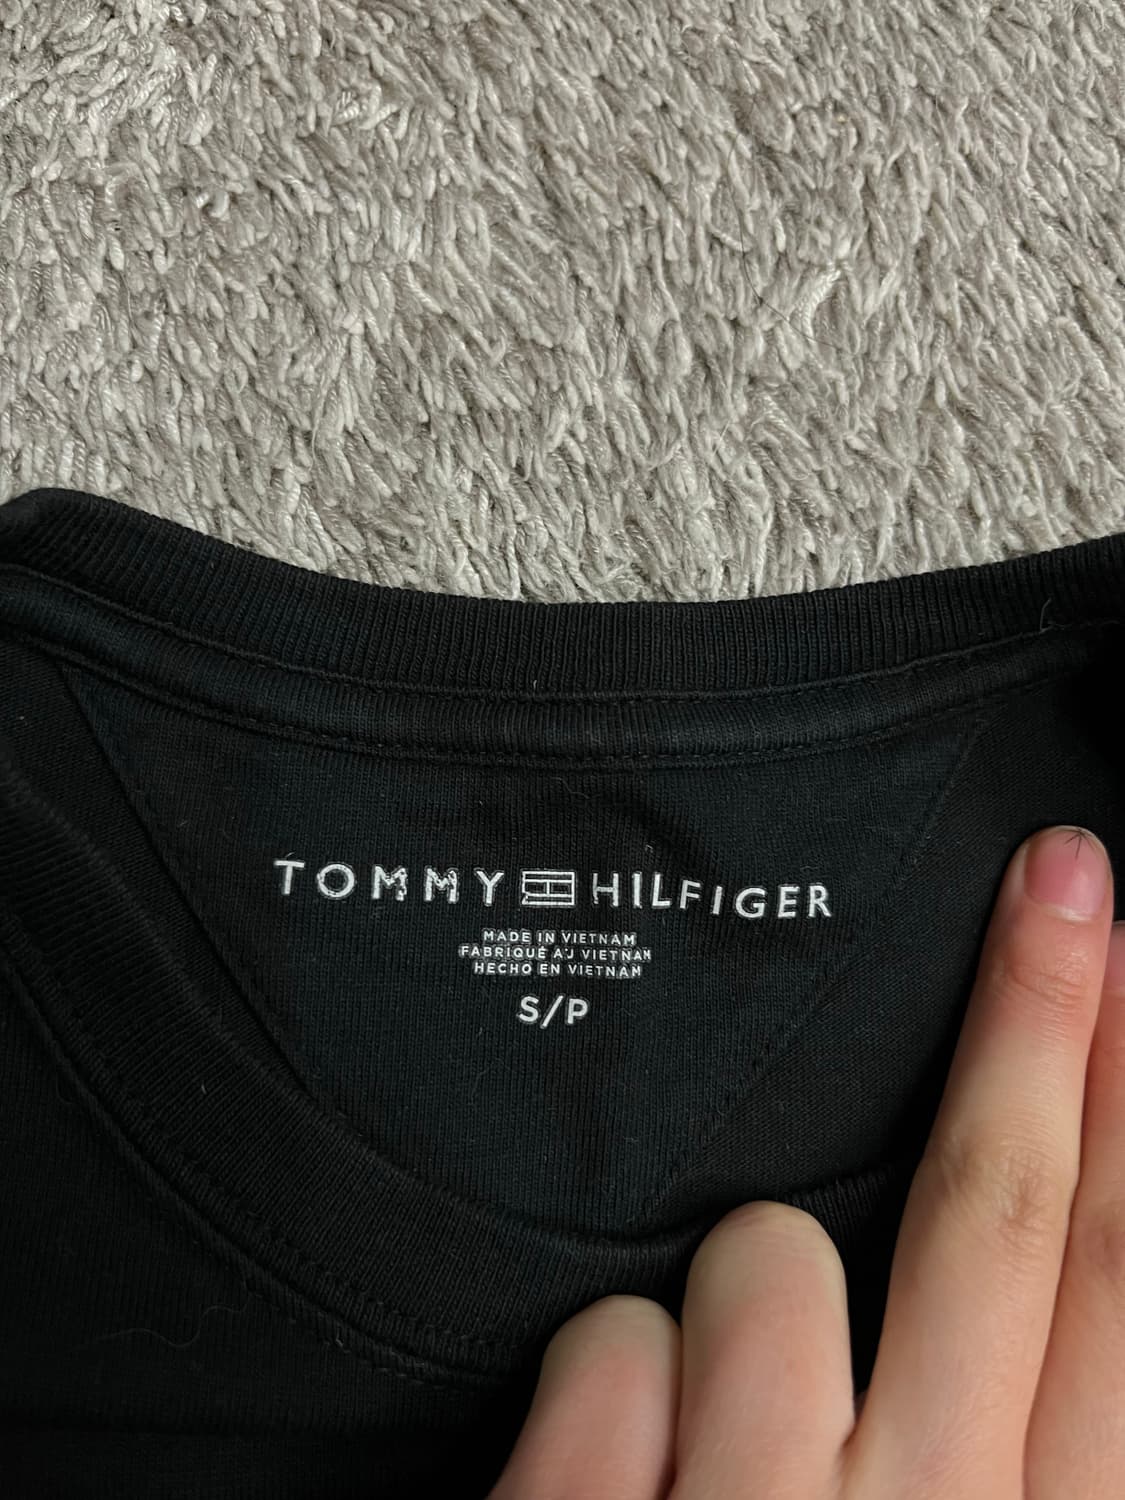 TOMMY HILFIGER
MADE IN VIETNAM
FABRIQUÉ AU VIETNAM
HECHO EN VIETNAM
S/P